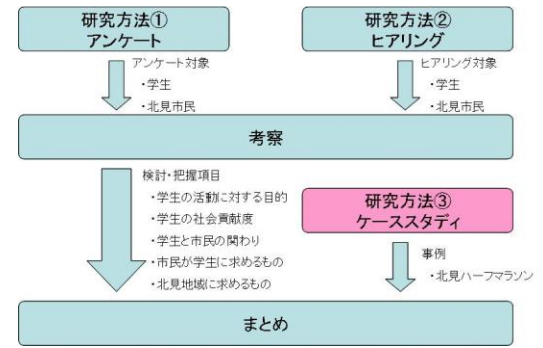 研究方法①
アンケート
研究方法②
ヒアリング
アンケート対象
・学生
・北見市民
ヒアリング対象
・学生
・北見市民
考察
検討・把握項目
・学生の活動に対する目的
・学生の社会貢献度
・学生と市民の関わり
・市民が学生に求めるもの
・北見地域に求めるもの
研究方法③
ケーススタディ
事例
・北見ハーフマラソン
まとめ